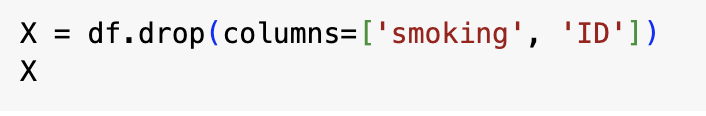 X = df.drop(columns=['smoking', 'ID'])
X